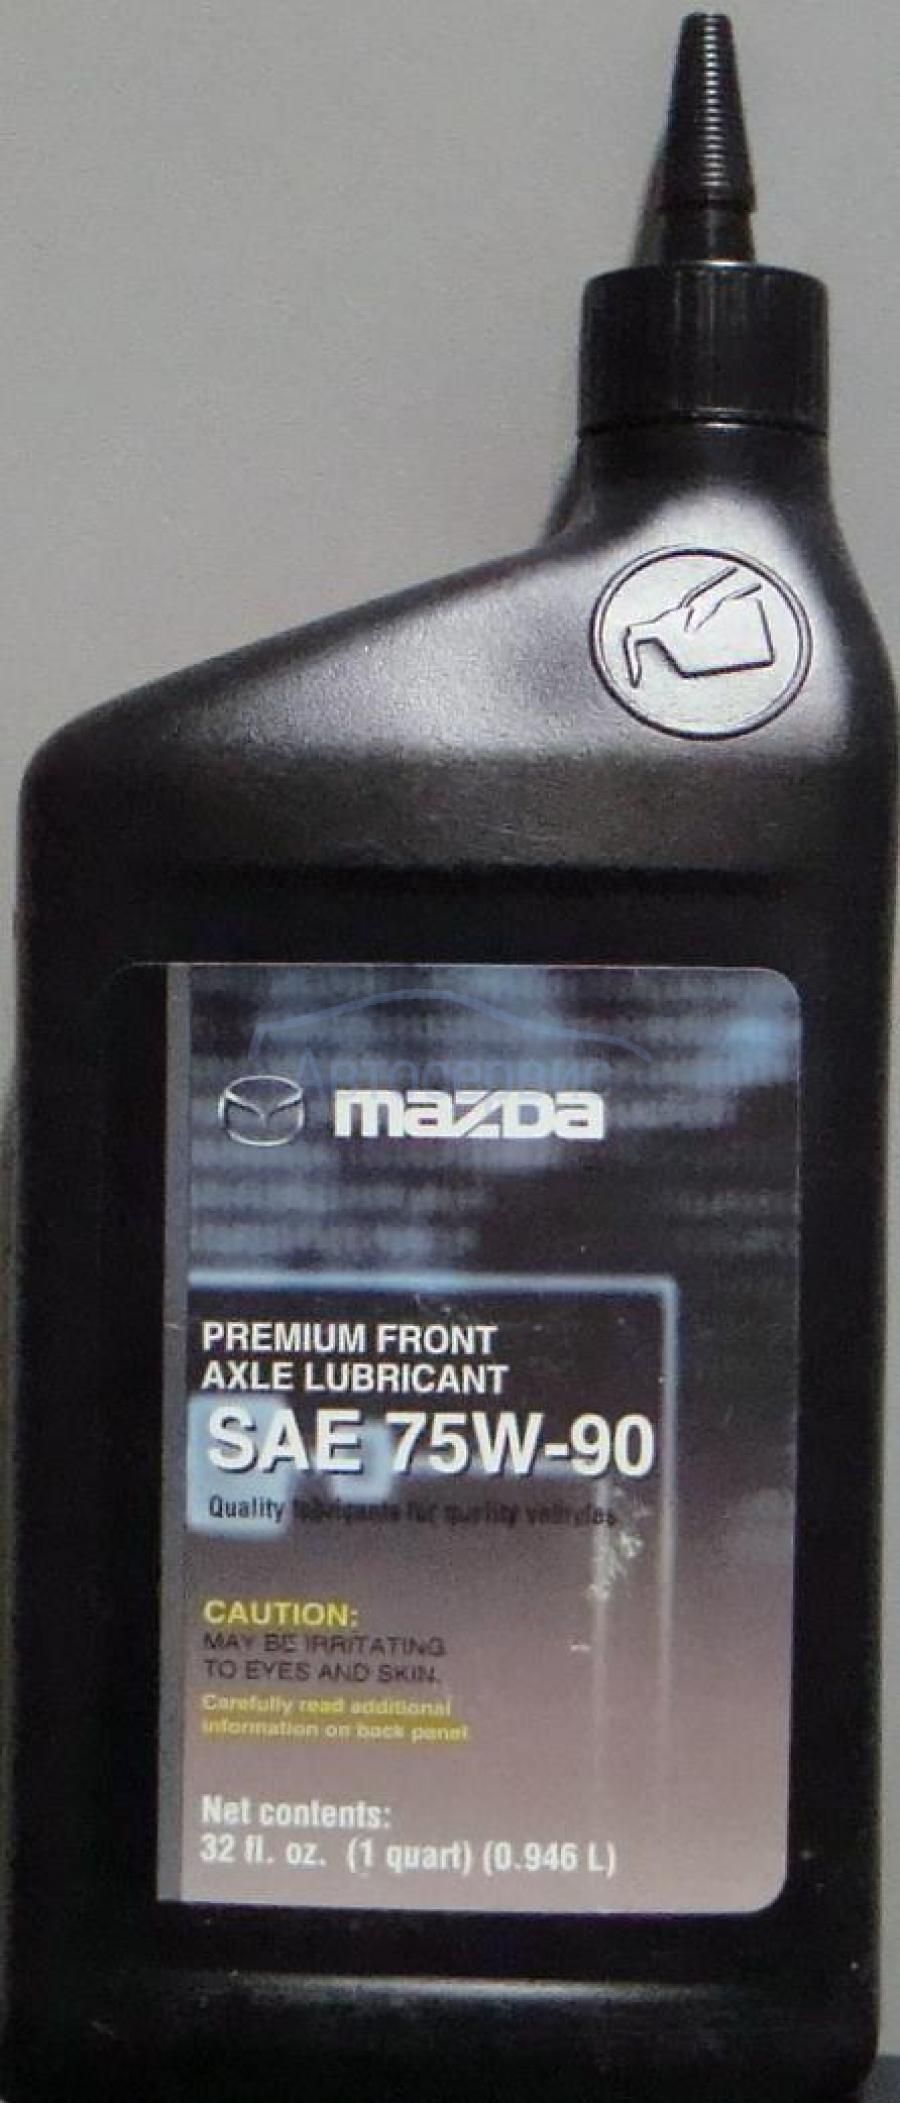 Автосервис
mazda
PREMIUM FRONT
AXLE LUBRICANT
SAE 75W-90
Quality lubricants for quality vehicles
CAUTION:
MAY BE IRRITATING
TO EYES AND SKIN.
Carefully read additional
information on back panel
Net contents:
32 fl. oz. (1 quart) (0.946 L)